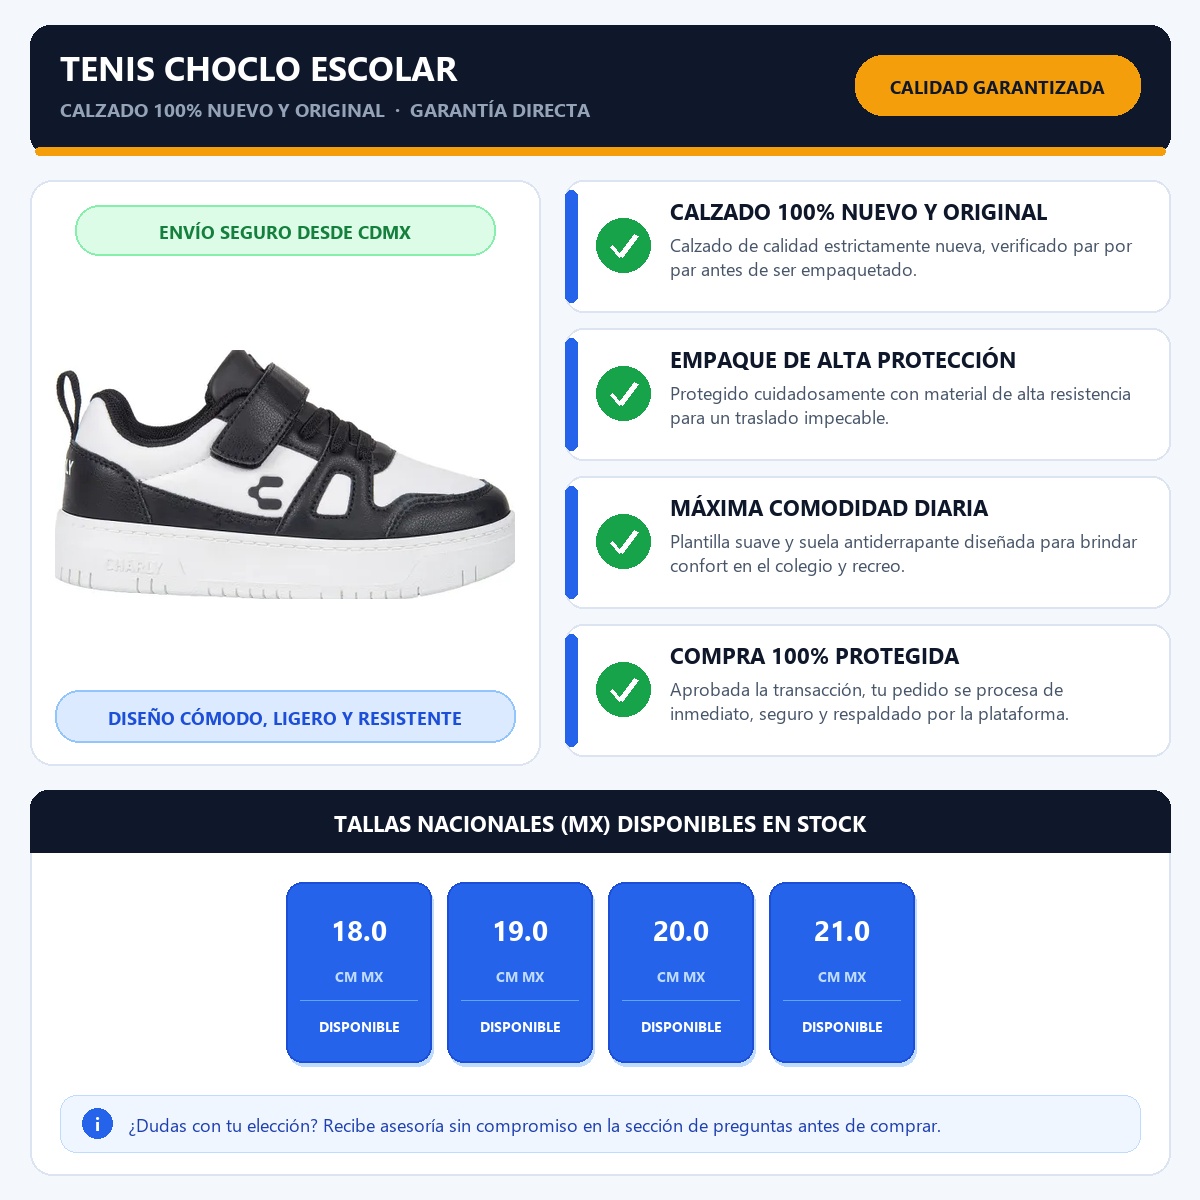 TENIS CHOCLO ESCOLAR
CALZADO 100% NUEVO Y ORIGINAL · GARANTÍA DIRECTA
CALIDAD GARANTIZADA
ENVÍO SEGURO DESDE CDMX
LY
CHARLY
DISEÑO CÓMODO, LIGERO Y RESISTENTE
CALZADO 100% NUEVO Y ORIGINAL
Calzado de calidad estrictamente nueva, verificado par por
par antes de ser empaquetado.
EMPAQUE DE ALTA PROTECCIÓN
Protegido cuidadosamente con material de alta resistencia
para un traslado impecable.
MÁXIMA COMODIDAD DIARIA
Plantilla suave y suela antiderrapante diseñada para brindar
confort en el colegio y recreo.
COMPRA 100% PROTEGIDA
Aprobada la transacción, tu pedido se procesa de
inmediato, seguro y respaldado por la plataforma.
TALLAS NACIONALES (MX) DISPONIBLES EN STOCK
18.0
CM MX
DISPONIBLE
19.0
CM MX
DISPONIBLE
20.0
CM MX
DISPONIBLE
21.0
CM MX
DISPONIBLE
¿Dudas con tu elección? Recibe asesoría sin compromiso en la sección de preguntas antes de comprar.